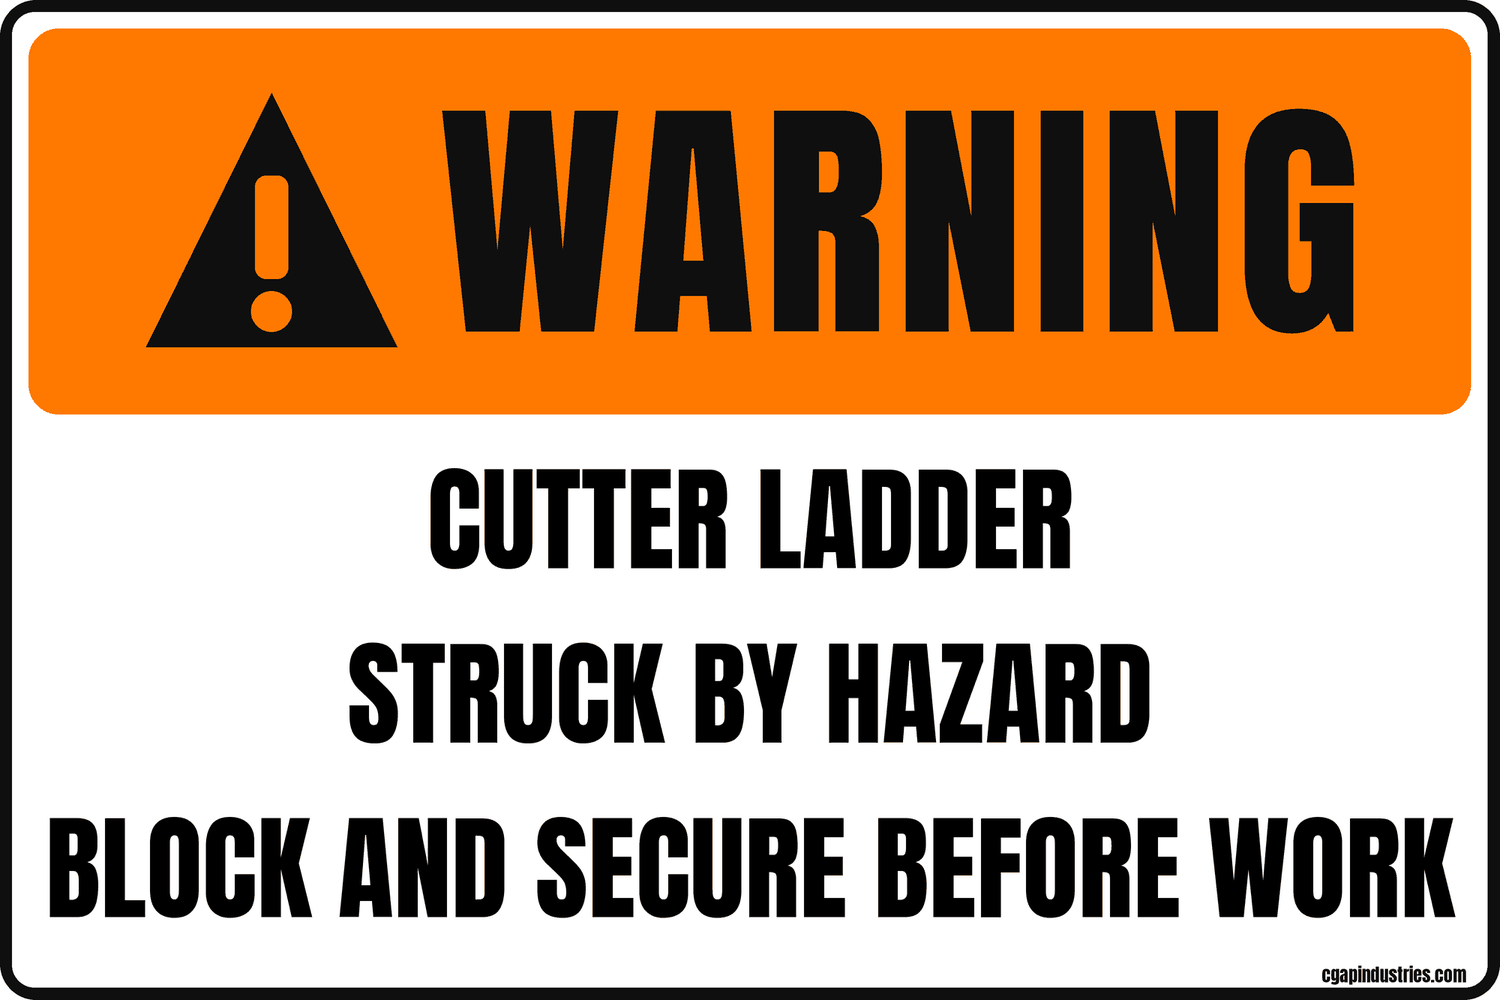 WARNING
CUTTER LADDER
STRUCK BY HAZARD
BLOCK AND SECURE BEFORE WORK
cgapindustries.com